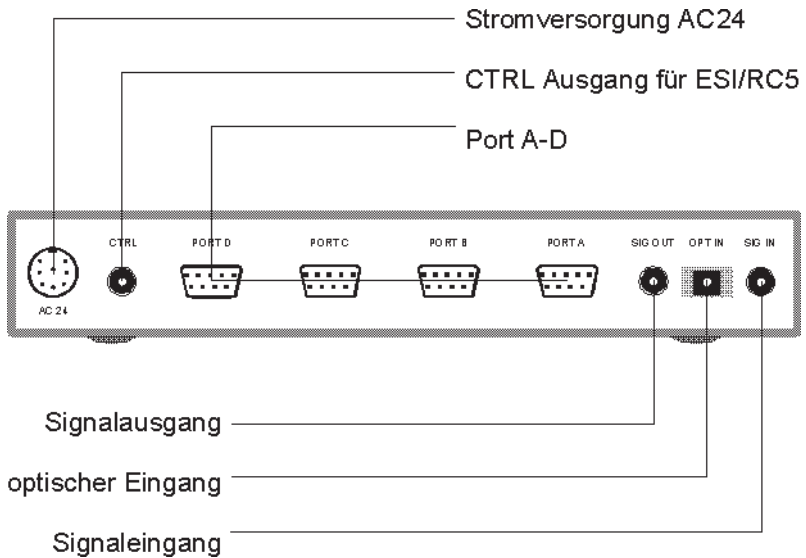 Stromversorgung AC24
CTRL Ausgang für ESI/RC5
Port A-D
CTRL
PORT D
PORT C
PORT B
PORT A
SIG OUT
OPT IN
SIG IN
AC 24
Signalausgang
optischer Eingang
Signaleingang